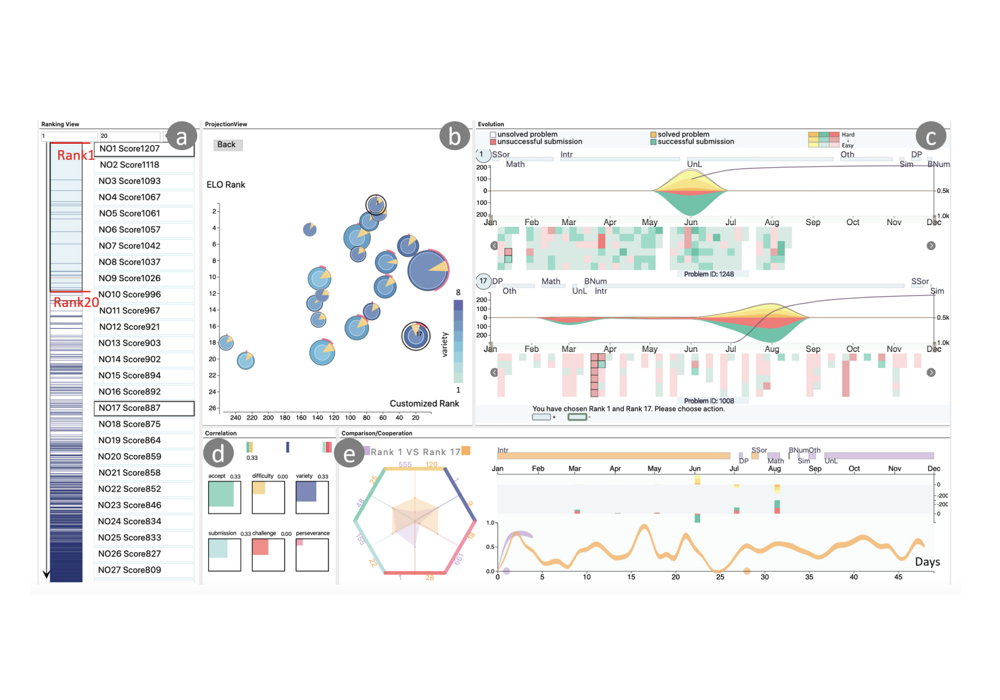 Ranking View
1 20
a
Rank1
NO1 Score1207
NO2 Score1118
NO3 Score1093
NO4 Score1067
NO5 Score1061
NO6 Score1057
NO7 Score1042
NO8 Score1037
NO9 Score1026
Rank20
NO10 Score996
NO11 Score967
NO12 Score921
NO13 Score903
NO14 Score902
NO15 Score894
NO16 Score892
NO17 Score887
NO18 Score875
NO19 Score864
NO20 Score859
NO21 Score858
NO22 Score852
NO23 Score846
NO24 Score834
NO25 Score833
NO26 Score827
NO27 Score809
ProjectionView
b
Back
ELO Rank
2
4
6
8
10
12
14
16
18
20
22
24
26
8
variety
1
Customized Rank
240 220 200 180 160 140 120 100 80 60 40 20
Evolution
c
unsolved problem solved problem
unsuccessful submission successful submission
Hard
Easy
1 SSor Intr Oth DP
Math UnL Sim BNum
200
100
0 0.5k
100
200 1.0k
Jan Feb Mar Apr May Jun Jul Aug Sep Oct Nov Dec
Problem ID: 1248
17 DP Math BNum SSor
Oth UnL Intr Sim
200
100
0 0.5k
100
200 1.0k
Jan Feb Mar Apr May Jun Jul Aug Sep Oct Nov Dec
Problem ID: 1008
You have chosen Rank 1 and Rank 17. Please choose action.
+ -
Correlation
d
0.33
accept 0.33 difficulty 0.00 variety 0.33
submission 0.33 challenge 0.00 perseverance
Comparison/Cooperation
e
Rank 1 VS Rank 17
555 120
1 28
Intr SSor BNumOth
DP Math Sim UnL
Jan Feb Mar Apr May Jun Jul Aug Sep Oct Nov Dec
0
-200
0
1.0
0.5
0.0
0 5 10 15 20 25 30 35 40 45
Days